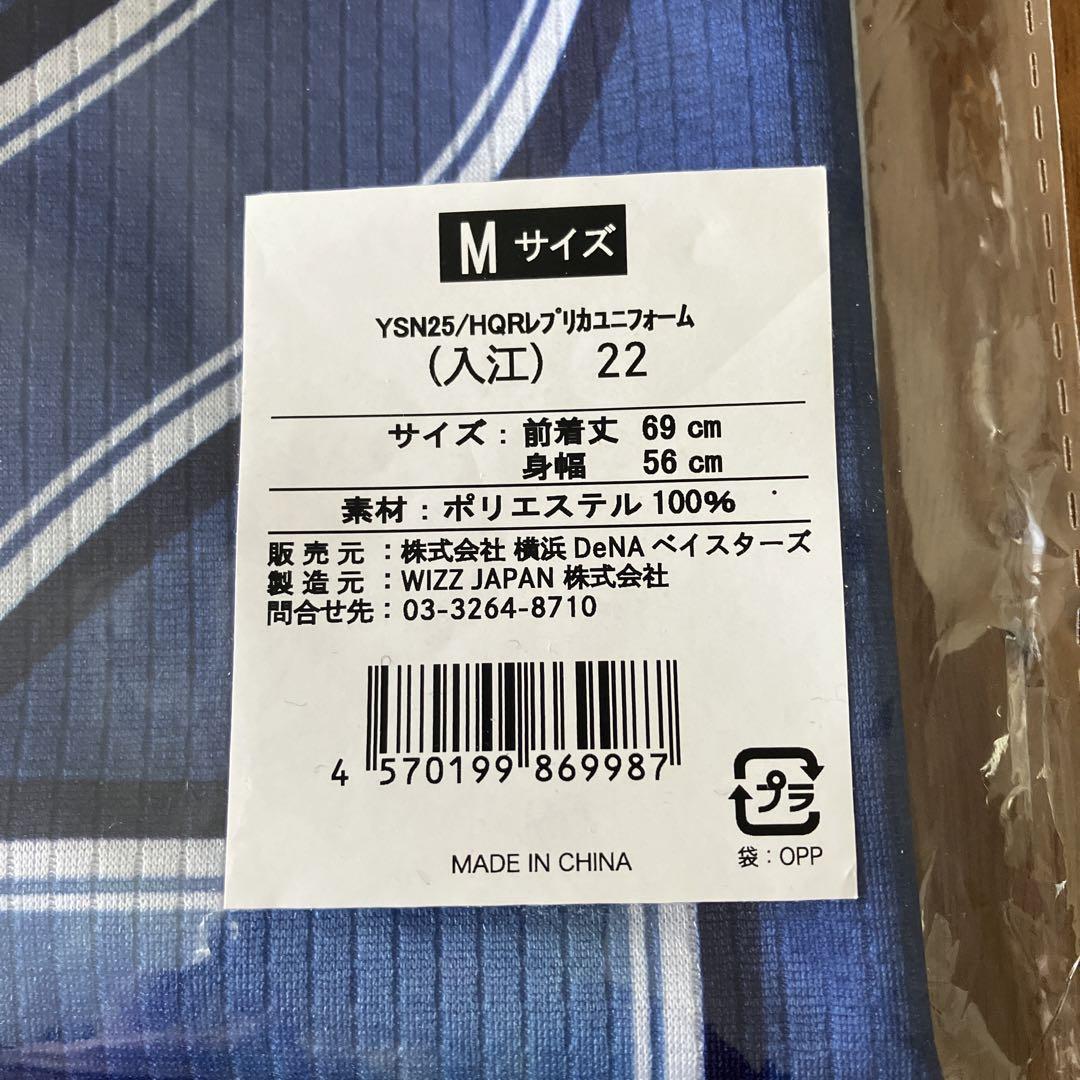 M サイズ
YSN25/HQRﾚﾌﾟﾘｶﾕﾆﾌｫｰﾑ
(入江) 22
サイズ : 前着丈 69 cm
身幅 56 cm
素材 : ポリエステル 100%
販売元 : 株式会社 横浜 DeNA ベイスターズ
製造元 : WIZZ JAPAN 株式会社
問合せ先 : 03-3264-8710
4 570199 869987
プラ
袋 : OPP
MADE IN CHINA